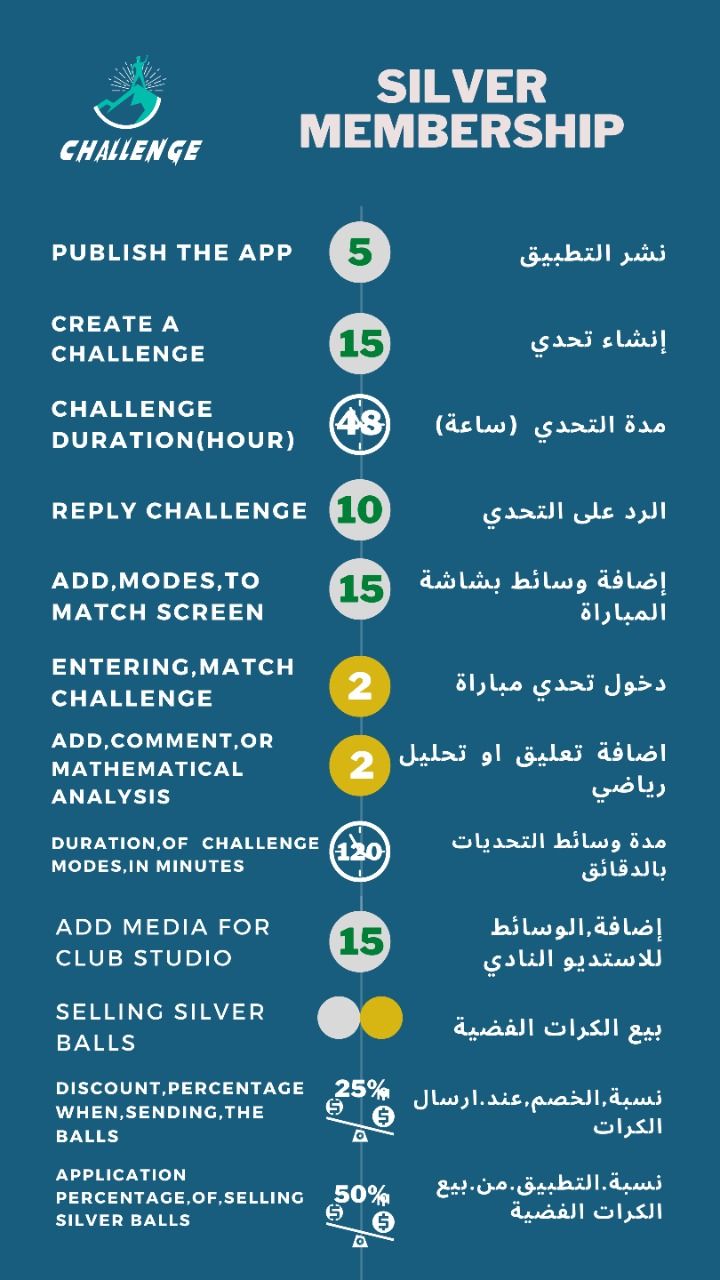 CHALLENGE
SILVER
MEMBERSHIP
PUBLISH THE APP
5
نشر التطبيق
CREATE A
CHALLENGE
15
إنشاء تحدي
CHALLENGE
DURATION(HOUR)
48
مدة التحدي (ساعة)
REPLY CHALLENGE
10
الرد على التحدي
ADD,MODES,TO
MATCH SCREEN
15
إضافة وسائط بشاشة
المباراة
ENTERING,MATCH
CHALLENGE
2
دخول تحدي مباراة
ADD,COMMENT,OR
MATHEMATICAL
ANALYSIS
2
اضافة تعليق او تحليل
رياضي
DURATION,OF CHALLENGE
MODES,IN MINUTES
120
مدة وسائط التحديات
بالدقائق
ADD MEDIA FOR
CLUB STUDIO
15
إضافة,الوسائط
للاستديو النادي
SELLING SILVER
BALLS
بيع الكرات الفضية
DISCOUNT,PERCENTAGE
WHEN,SENDING,THE
BALLS
25%
$
$
نسبة,الخصم,عند.ارسال
الكرات
APPLICATION
PERCENTAGE,OF,SELLING
SILVER BALLS
50%
$
$
نسبة.التطبيق.من.بيع
الكرات الفضية